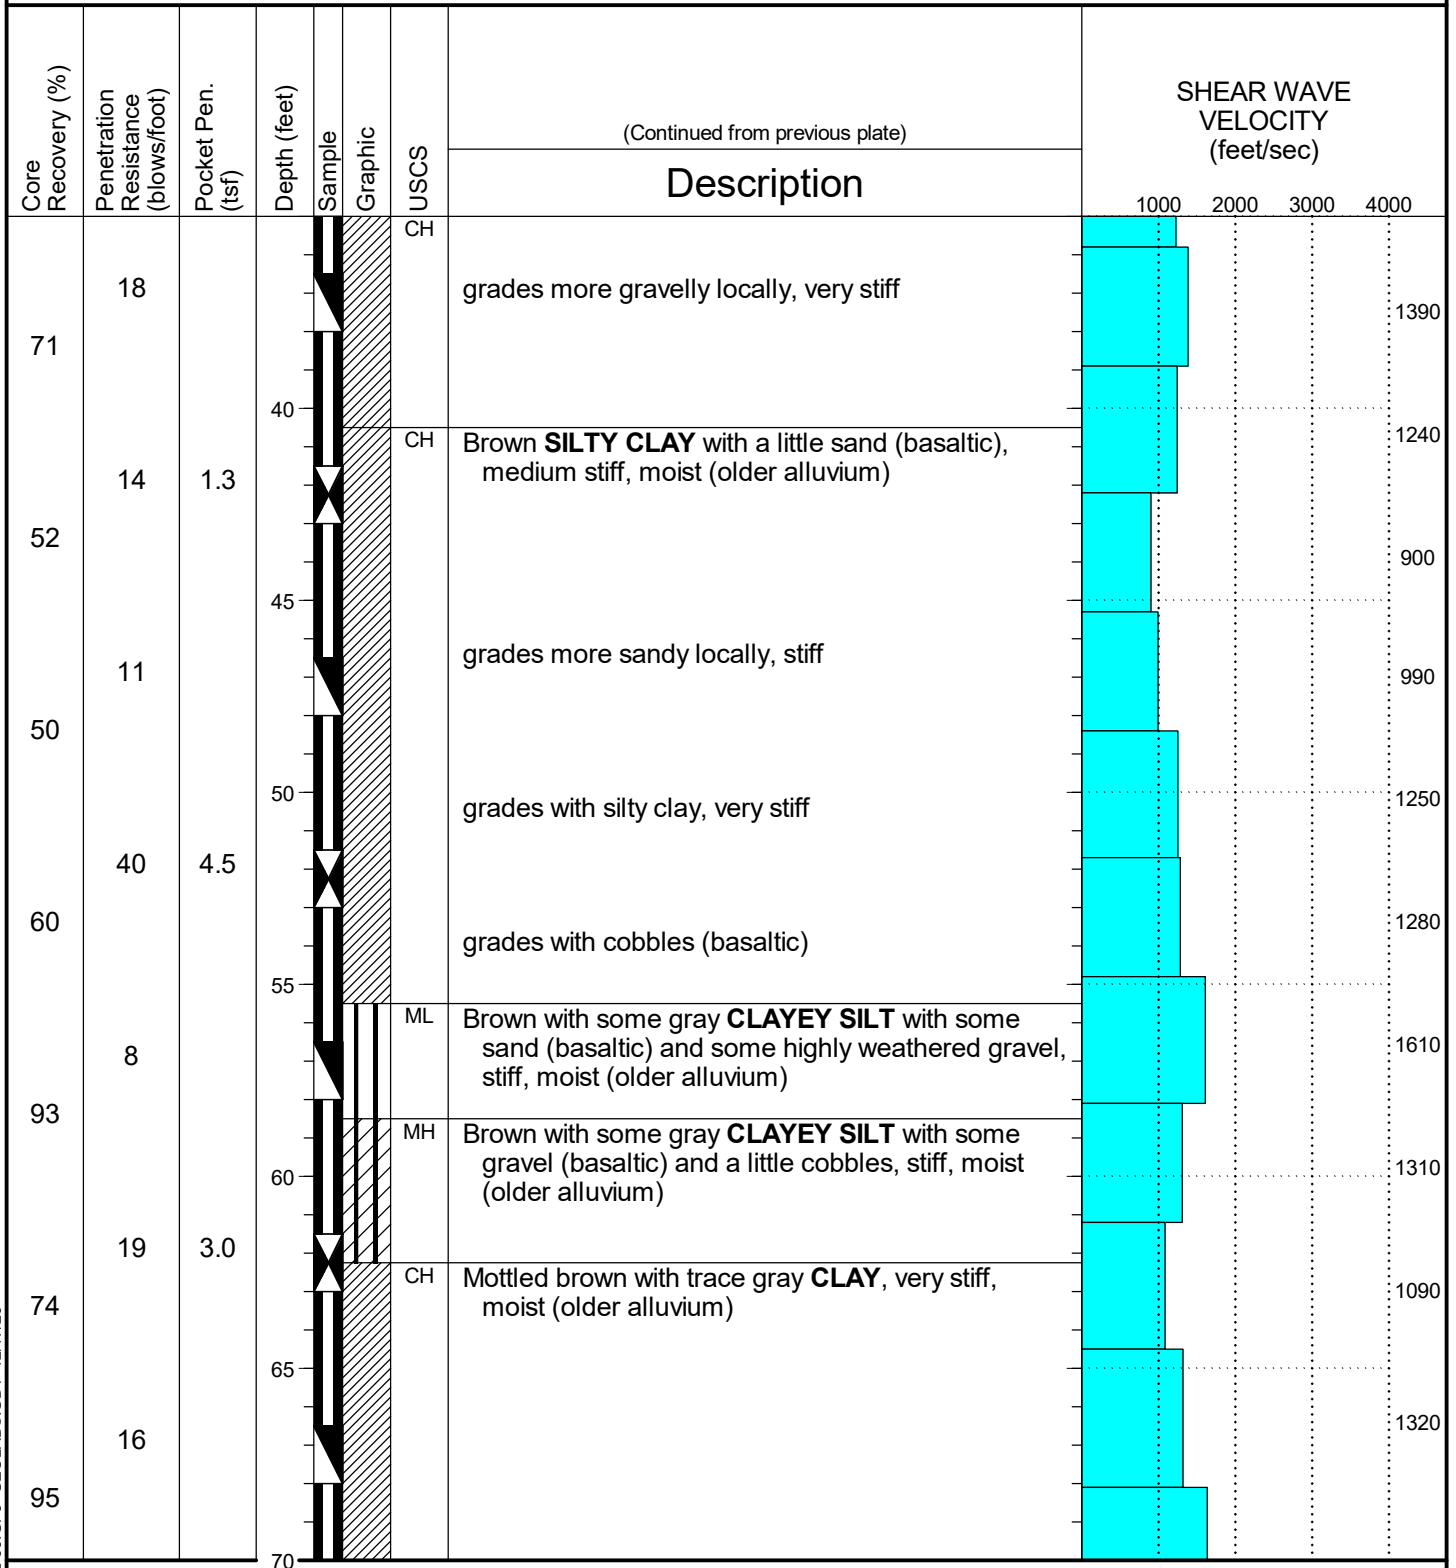 Core
Recovery (%)
Penetration
Resistance
(blows/foot)
Pocket Pen.
(tsf)
Depth (feet)
Sample
Graphic
USCS
(Continued from previous plate)
Description
SHEAR WAVE
VELOCITY
(feet/sec)
1000 2000 3000 4000
CH
18 grades more gravelly locally, very stiff
1390
71
40
CH Brown SILTY CLAY with a little sand (basaltic), 1240
14 1.3 medium stiff, moist (older alluvium)
52
900
45
grades more sandy locally, stiff
11 990
50
50 grades with silty clay, very stiff 1250
40 4.5
60 1280
grades with cobbles (basaltic)
55
ML Brown with some gray CLAYEY SILT with some
8 sand (basaltic) and some highly weathered gravel, 1610
stiff, moist (older alluvium)
93
MH Brown with some gray CLAYEY SILT with some
gravel (basaltic) and a little cobbles, stiff, moist 1310
60 (older alluvium)
19 3.0
CH Mottled brown with trace gray CLAY, very stiff, 1090
74 moist (older alluvium)
65
1320
16
95
70